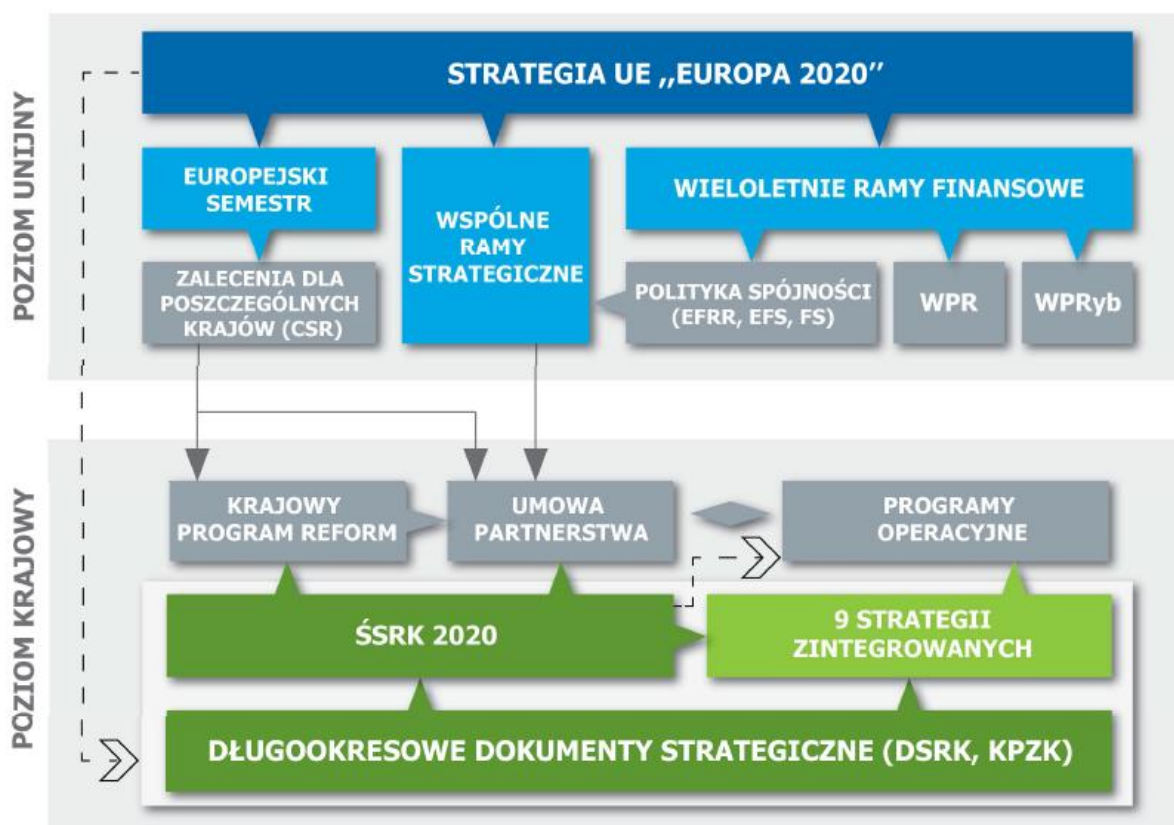 POZIOM UNIJNY
STRATEGIA UE ,,EUROPA 2020”
EUROPEJSKI
SEMESTR
WSPÓLNE
RAMY
STRATEGICZNE
WIELOLETNIE RAMY FINANSOWE
ZALECENIA DLA
POSZCZEGÓLNYCH
KRAJÓW (CSR)
POLITYKA SPÓJNOŚCI
(EFRR, EFS, FS)
WPR
WPRyb
POZIOM KRAJOWY
KRAJOWY
PROGRAM REFORM
UMOWA
PARTNERSTWA
PROGRAMY
OPERACYJNE
ŚSRK 2020
9 STRATEGII
ZINTEGROWANYCH
DŁUGOOKRESOWE DOKUMENTY STRATEGICZNE (DSRK, KPZK)